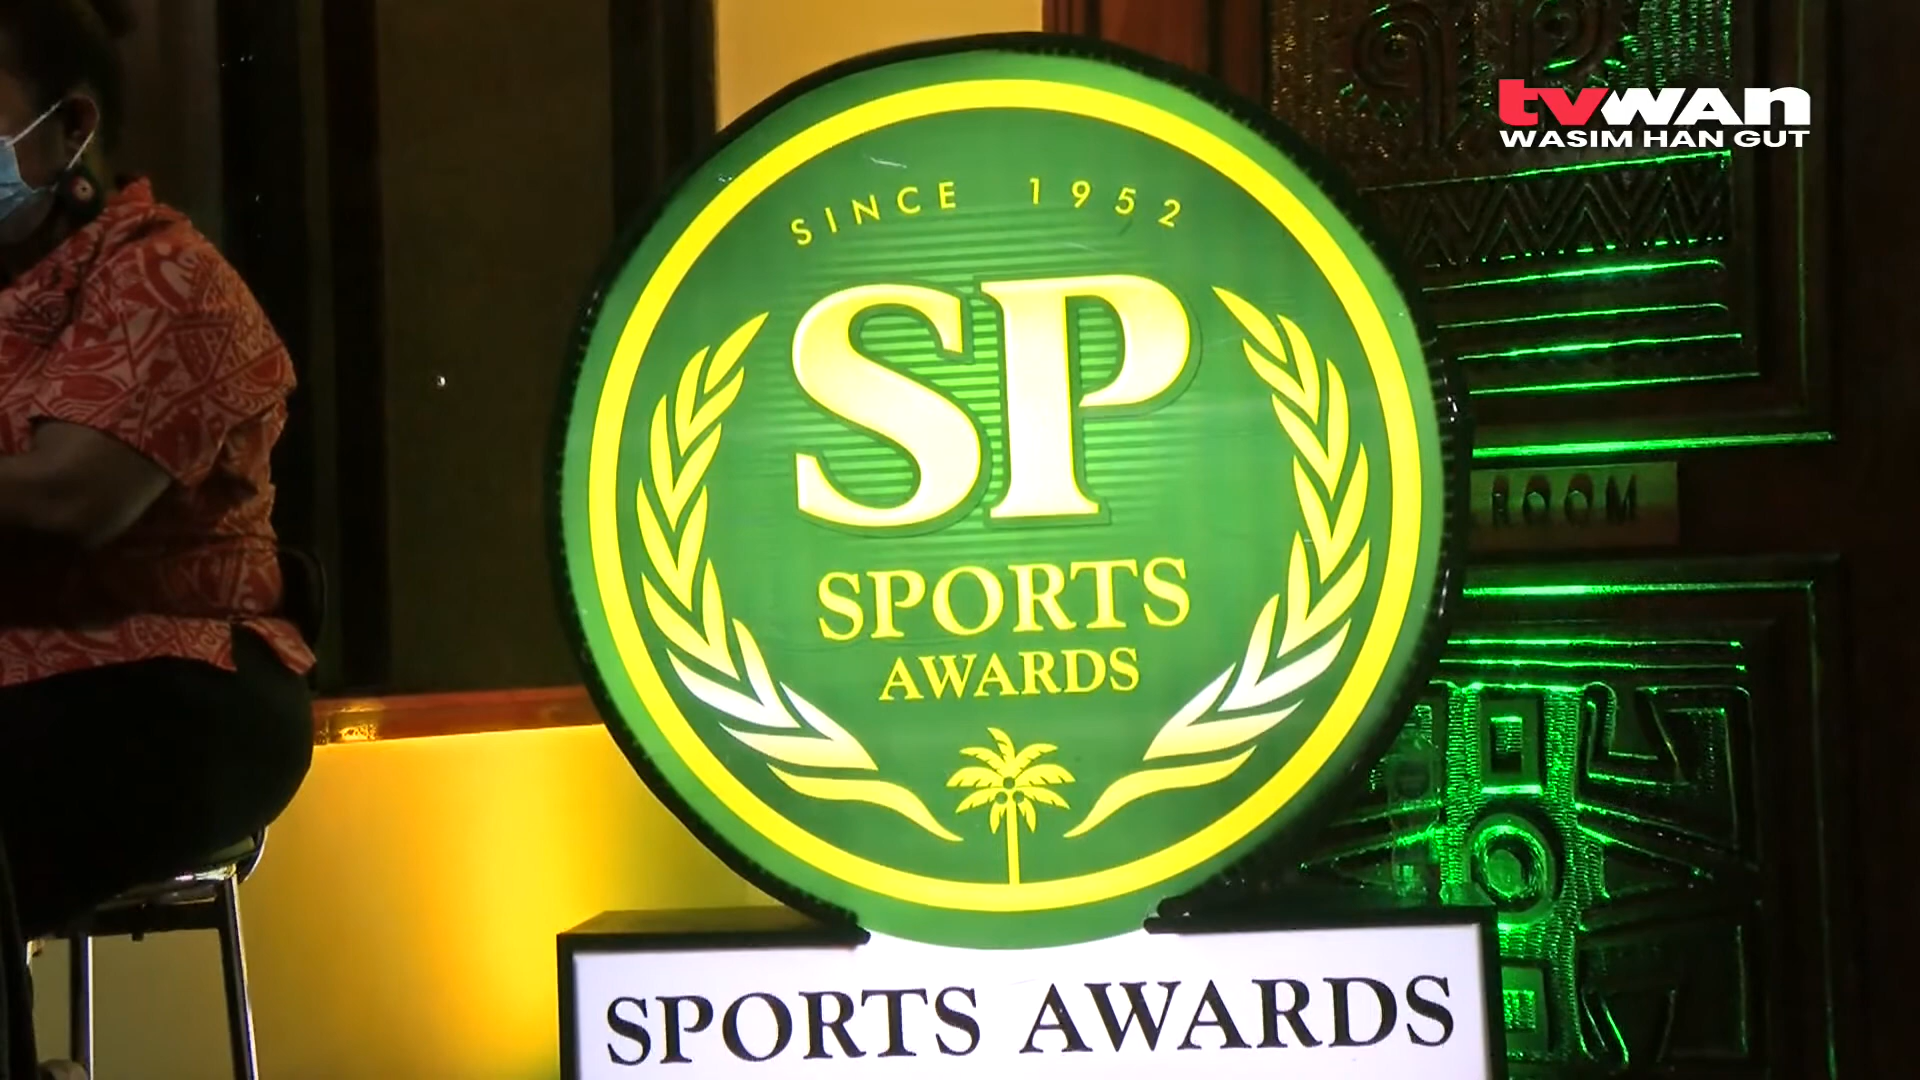 tvwan
WASIM HAN GUT
SINCE 1952
SP
SPORTS
AWARDS
ROOM
SPORTS AWARDS